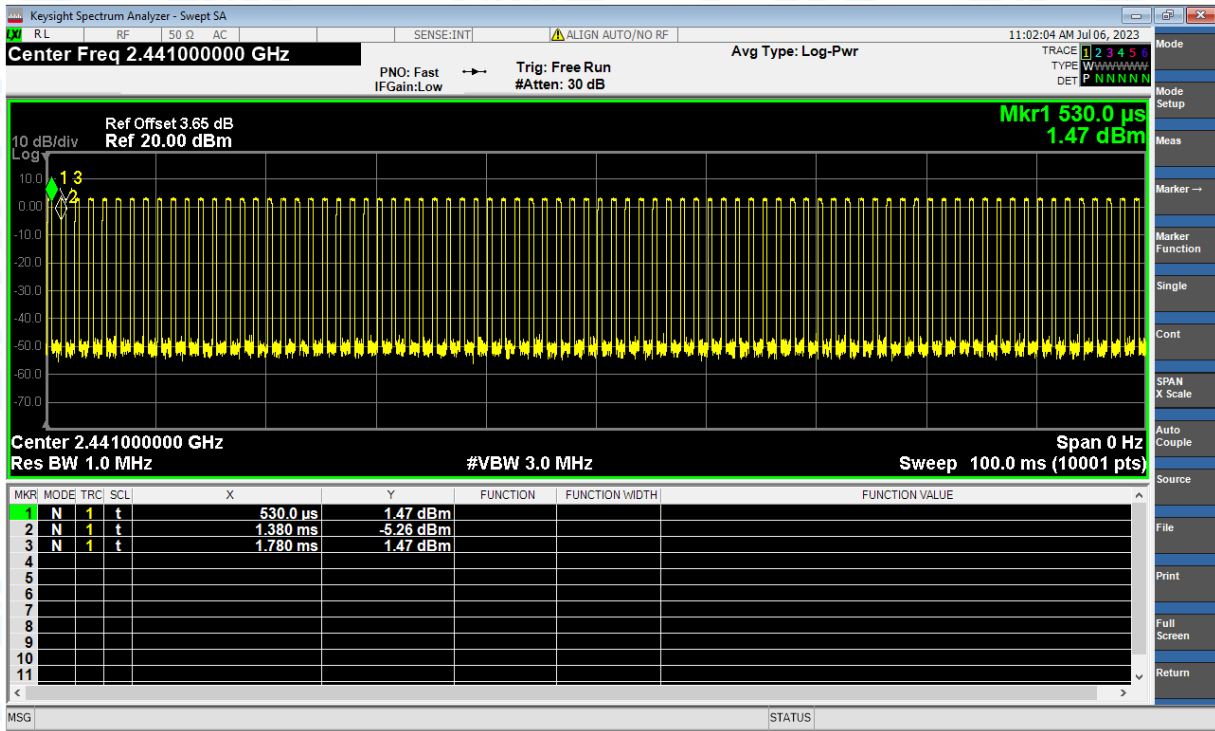 Keysight Spectrum Analyzer - Swept SA
LXI RL RF 50 Ω AC SENSE:INT ALIGN AUTO/NO RF 11:02:04 AM Jul 06, 2023
Center Freq 2.441000000 GHz
PNO: Fast
IFGain:Low
Trig: Free Run
#Atten: 30 dB
Avg Type: Log-Pwr
TRACE 1 2 3 4 5 6
TYPE WWWWWW
DET P N N N N N
Mkr1 530.0 µs
1.47 dBm
Ref Offset 3.65 dB
10 dB/div Ref 20.00 dBm
Log
10.0
0.00
-10.0
-20.0
-30.0
-40.0
-50.0
-60.0
-70.0
1 3
2
Center 2.441000000 GHz Span 0 Hz
Res BW 1.0 MHz #VBW 3.0 MHz Sweep 100.0 ms (10001 pts)
MKR MODE TRC SCL X Y FUNCTION FUNCTION WIDTH FUNCTION VALUE
1 N 1 t 530.0 µs 1.47 dBm
2 N 1 t 1.380 ms -5.26 dBm
3 N 1 t 1.780 ms 1.47 dBm
4
5
6
7
8
9
10
11
MSG STATUS
Mode
Mode
Setup
Meas
Marker →
Marker
Function
Single
Cont
SPAN
X Scale
Auto
Couple
Source
File
Print
Full
Screen
Return